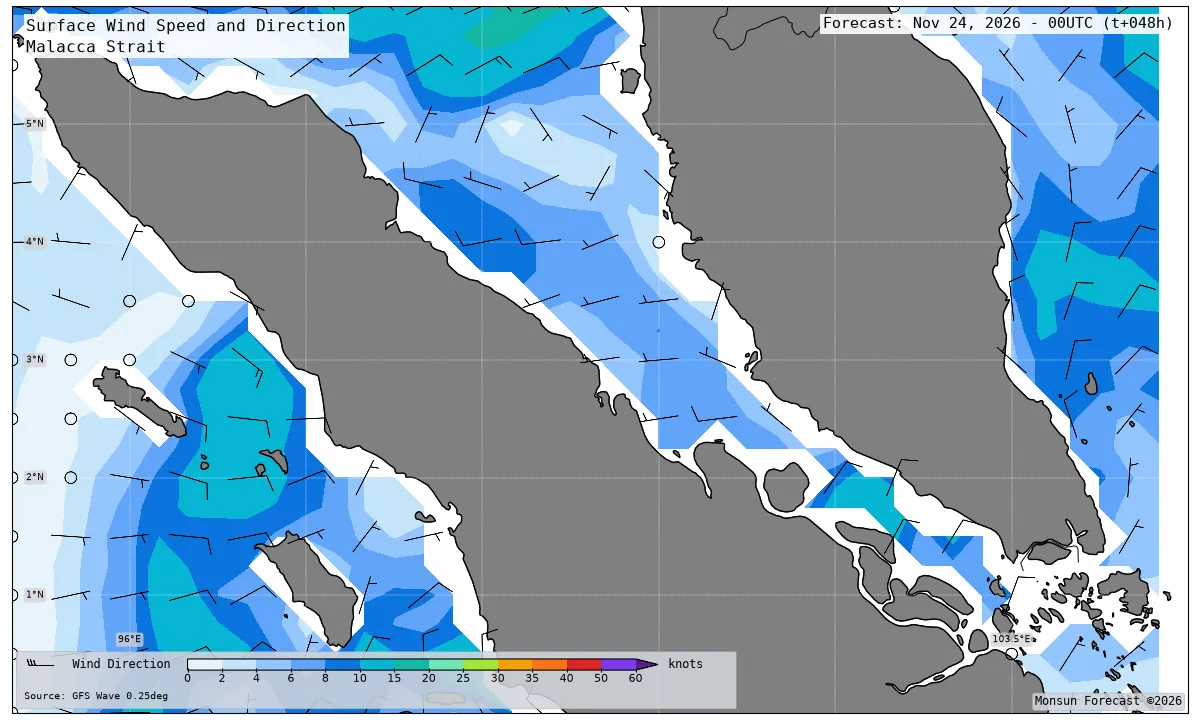 Surface Wind Speed and Direction
Malacca Strait
Forecast: Nov 24, 2026 - 00UTC (t+048h)
5°N
4°N
3°N
2°N
1°N
96°E
103.5°E
Wind Direction
0 2 4 6 8 10 12 15 20 25 30 35 40 50 60
knots
Source: GFS Wave 0.25deg
Monsun Forecast ©2026